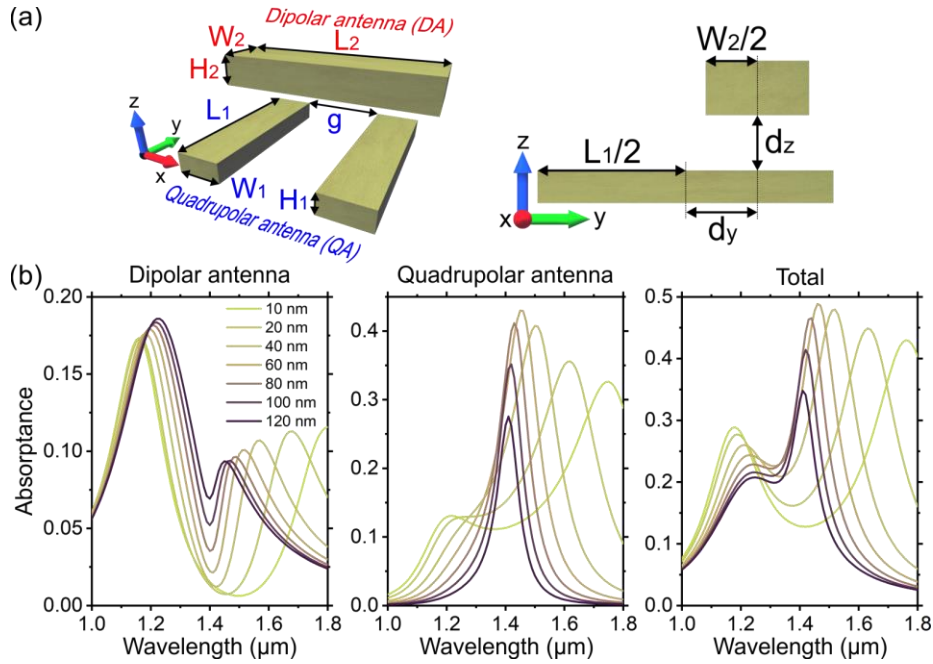 (a)
Dipolar antenna (DA)
W2
L2
H2
L1
g
z
y
x
W1
H1
Quadrupolar antenna (QA)
W2/2
dz
L1/2
dy
z
x
y
(b)
Dipolar antenna
Quadrupolar antenna
Total
Absorptance
0.20
0.15
0.10
0.05
0.00
10 nm
20 nm
40 nm
60 nm
80 nm
100 nm
120 nm
1.0 1.2 1.4 1.6 1.8
Wavelength (µm)
0.4
0.3
0.2
0.1
0.0
1.0 1.2 1.4 1.6 1.8
Wavelength (µm)
0.5
0.4
0.3
0.2
0.1
0.0
1.0 1.2 1.4 1.6 1.8
Wavelength (µm)